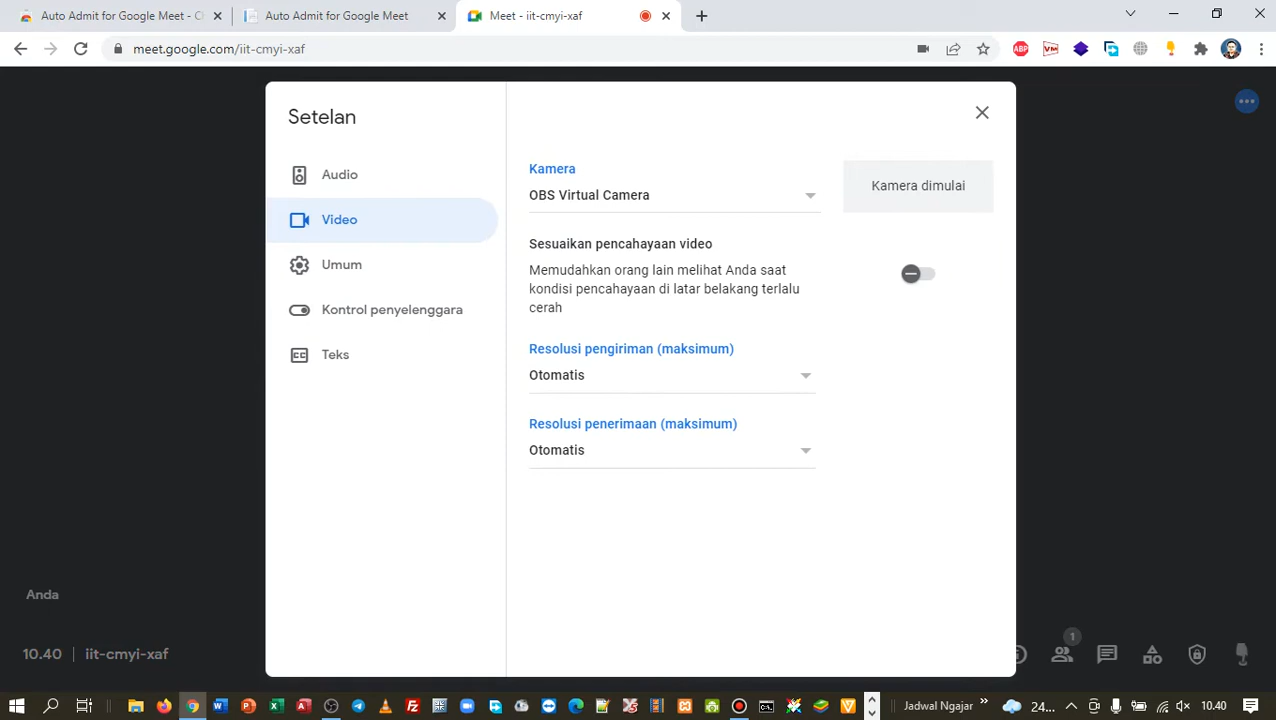 Auto Admit for Google Meet - C
Auto Admit for Google Meet
Meet - iit-cmyi-xaf
meet.google.com/iit-cmyi-xaf
ABP
VM
Setelan
Audio
Video
Umum
Kontrol penyelenggara
Teks
Kamera
OBS Virtual Camera
Kamera dimulai
Sesuaikan pencahayaan video
Memudahkan orang lain melihat Anda saat
kondisi pencahayaan di latar belakang terlalu
cerah
Resolusi pengiriman (maksimum)
Otomatis
Resolusi penerimaan (maksimum)
Otomatis
Anda
10.40 | iit-cmyi-xaf
1
Jadwal Ngajar
24...
10.40